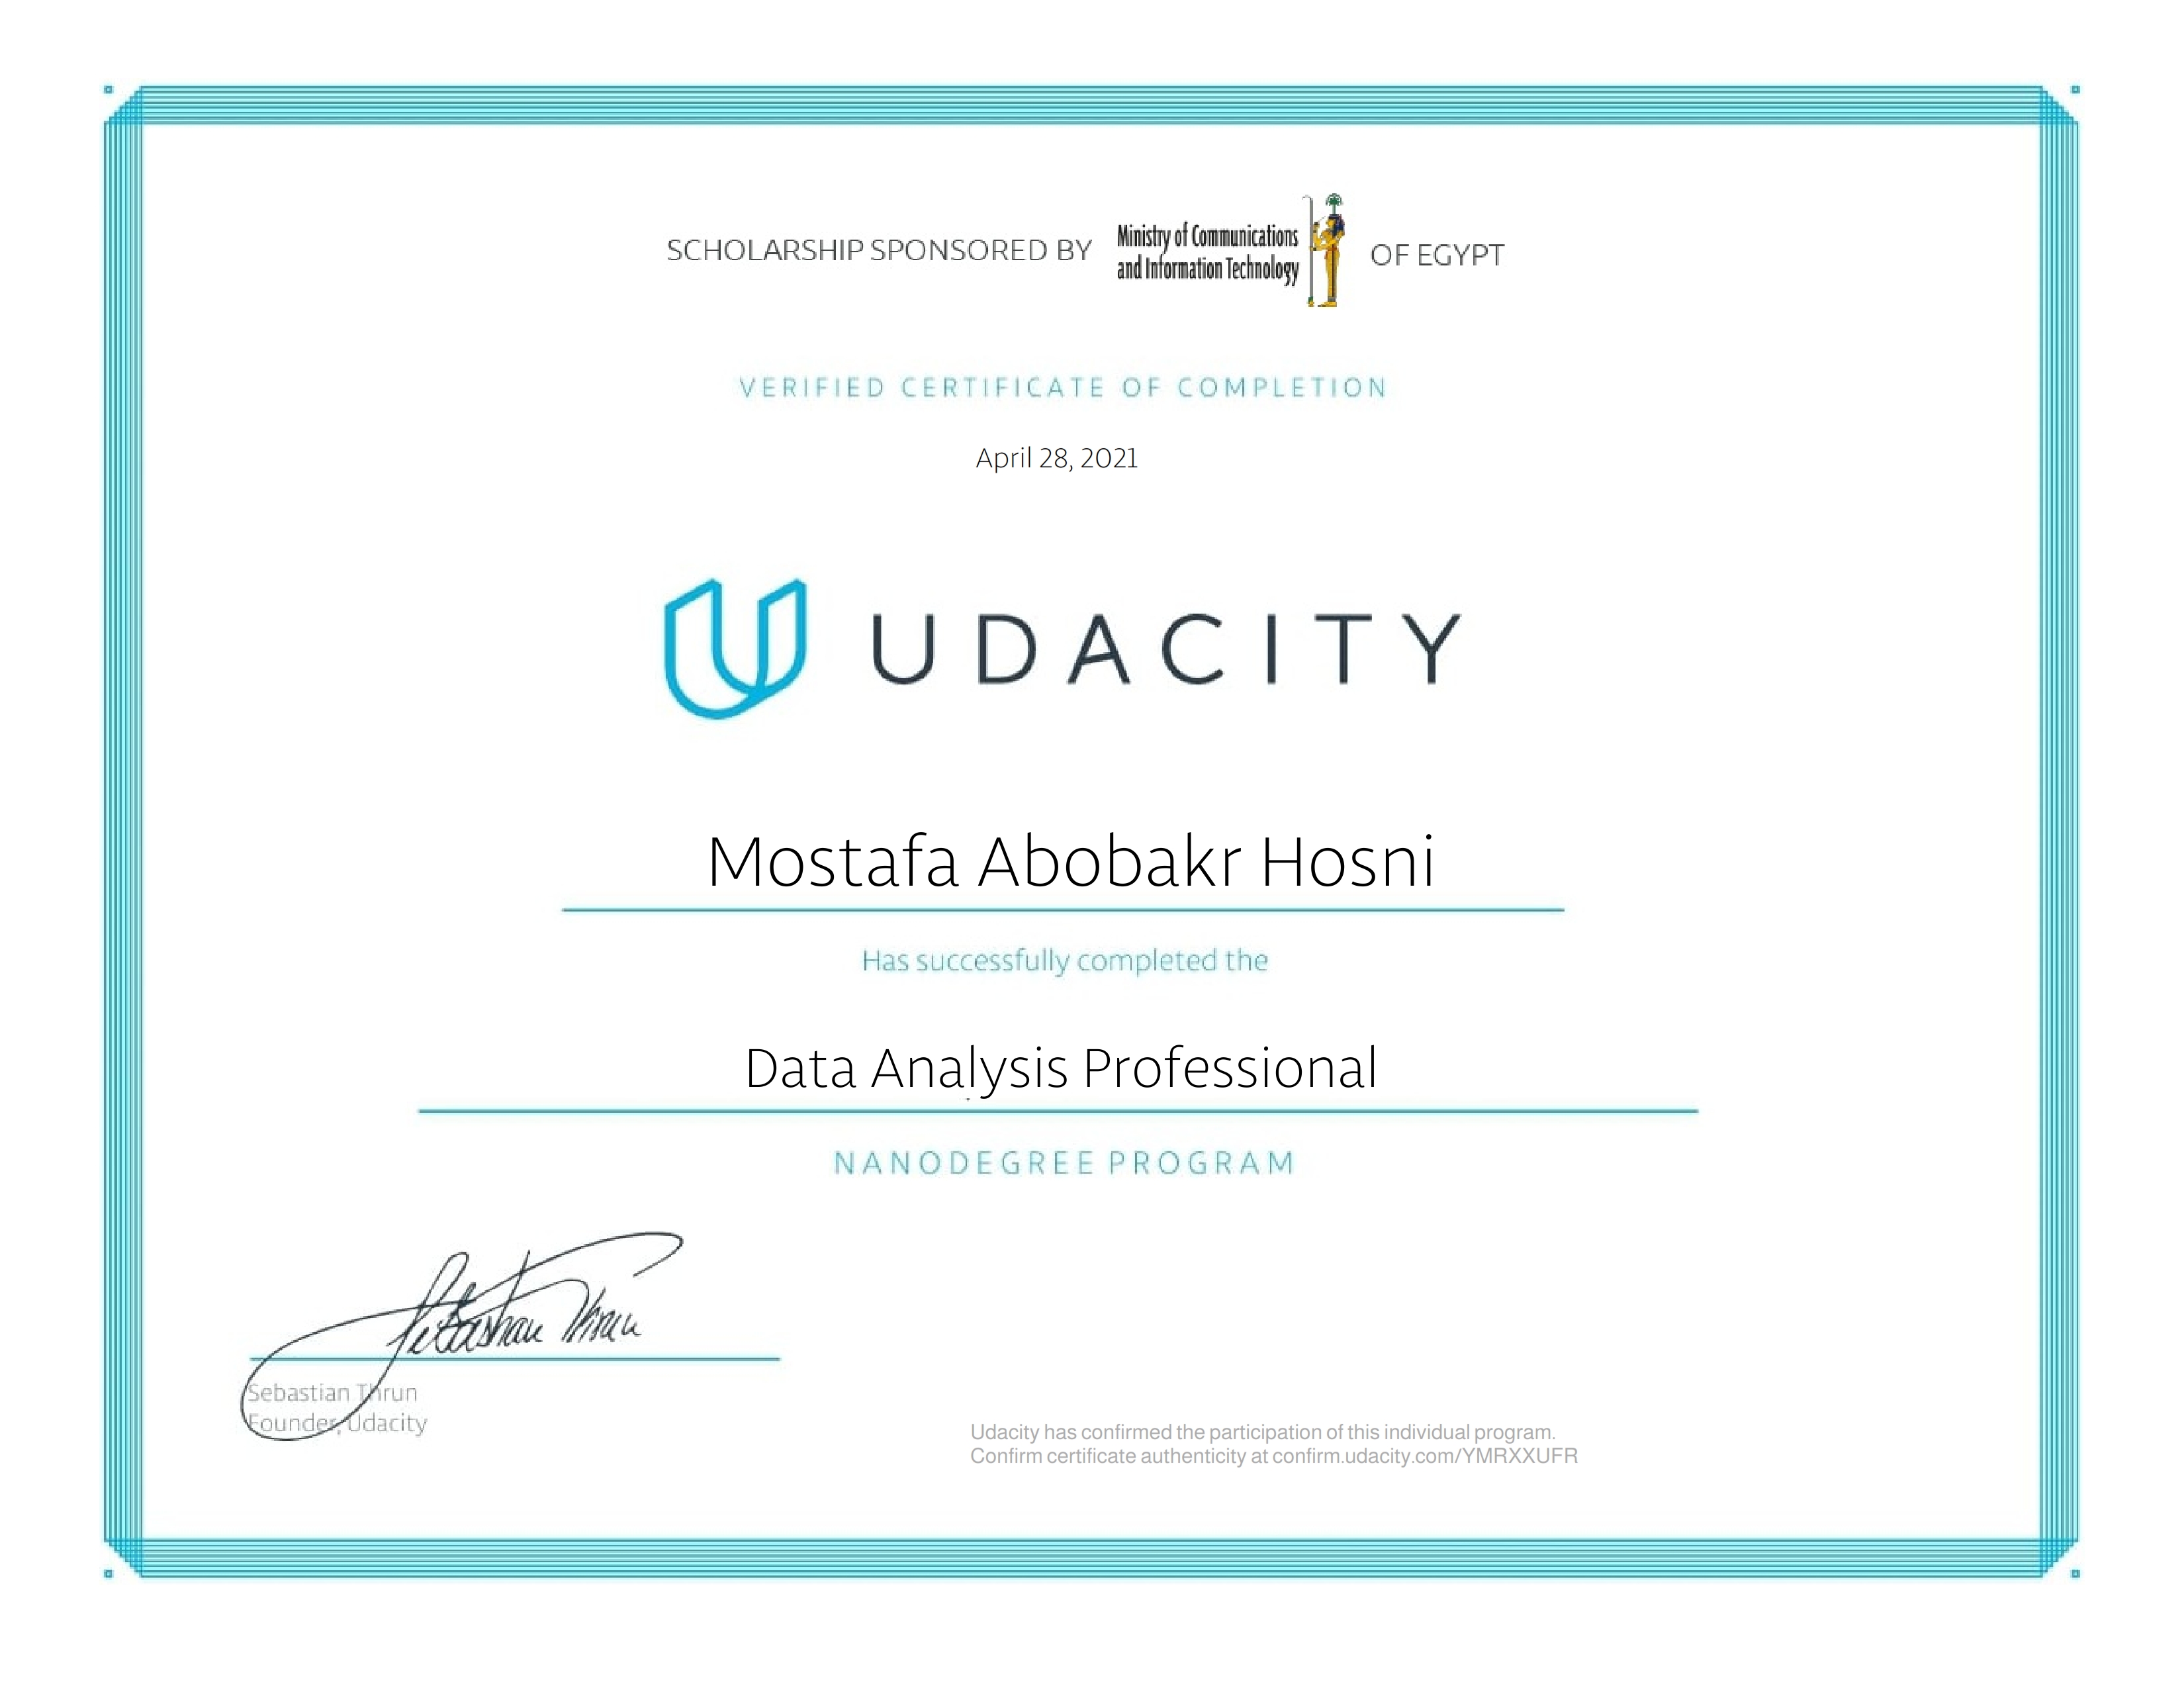 SCHOLARSHIP SPONSORED BY Ministry of Communications and Information Technology OF EGYPT
VERIFIED CERTIFICATE OF COMPLETION
April 28, 2021
UDACITY
Mostafa Abobakr Hosni
Has successfully completed the
Data Analysis Professional
NANODEGREE PROGRAM
Sebastian Thrun
Sebastian Thrun
Founder, Udacity
Udacity has confirmed the participation of this individual program.
Confirm certificate authenticity at confirm.udacity.com/YMRXXUFR